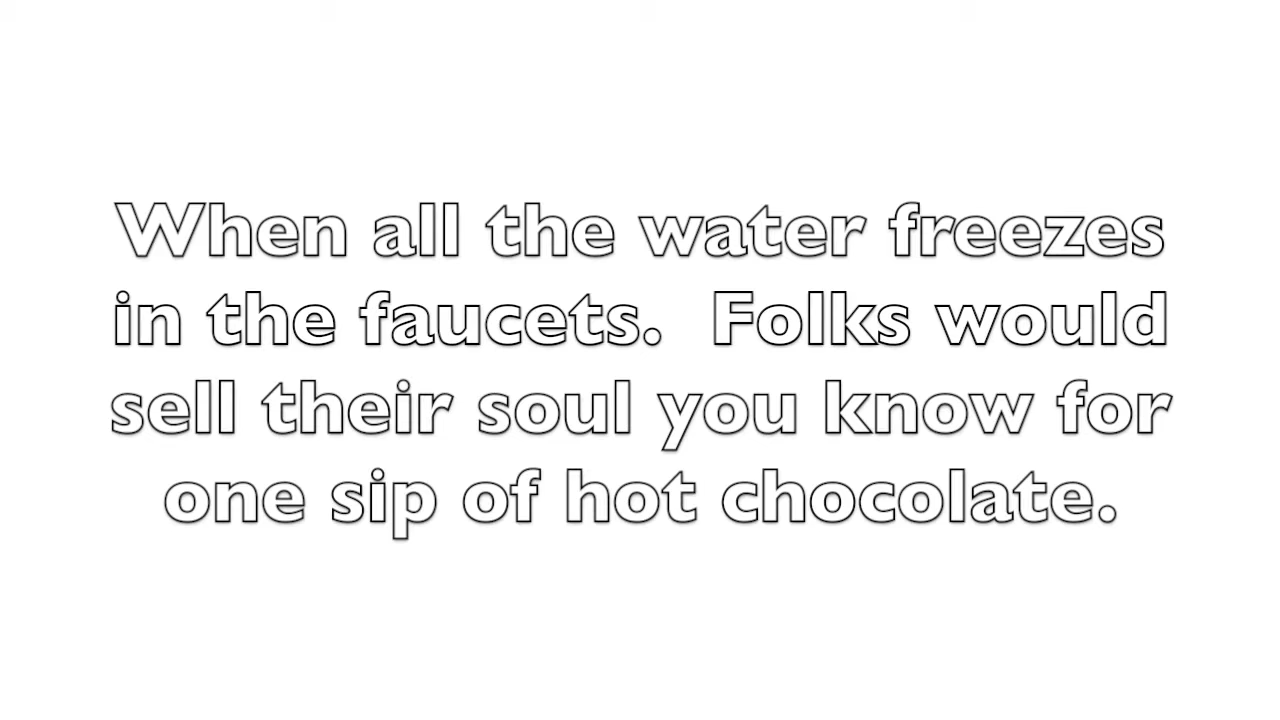 When all the water freezes
in the faucets.  Folks would
sell their soul you know for
one sip of hot chocolate.